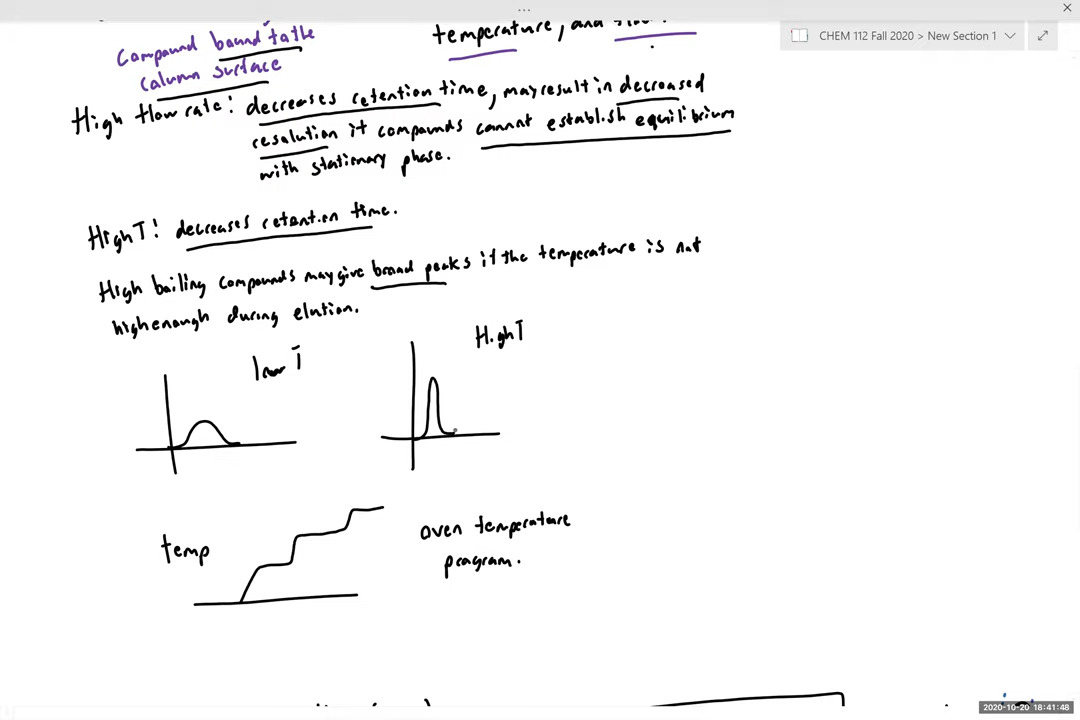 CHEM 112 Fall 2020 > New Section 1
compound bound to the
column surface
temperature, and flow.
High flow rate: decreases retention time, may result in decreased
resolution if compounds cannot establish equilibrium
with stationary phase.
High T: decreases retention time.
High boiling compounds may give broad peaks if the temperature is not
high enough during elution.
low T
High T
temp
oven temperature
program.
2020-10-20 18:41:48